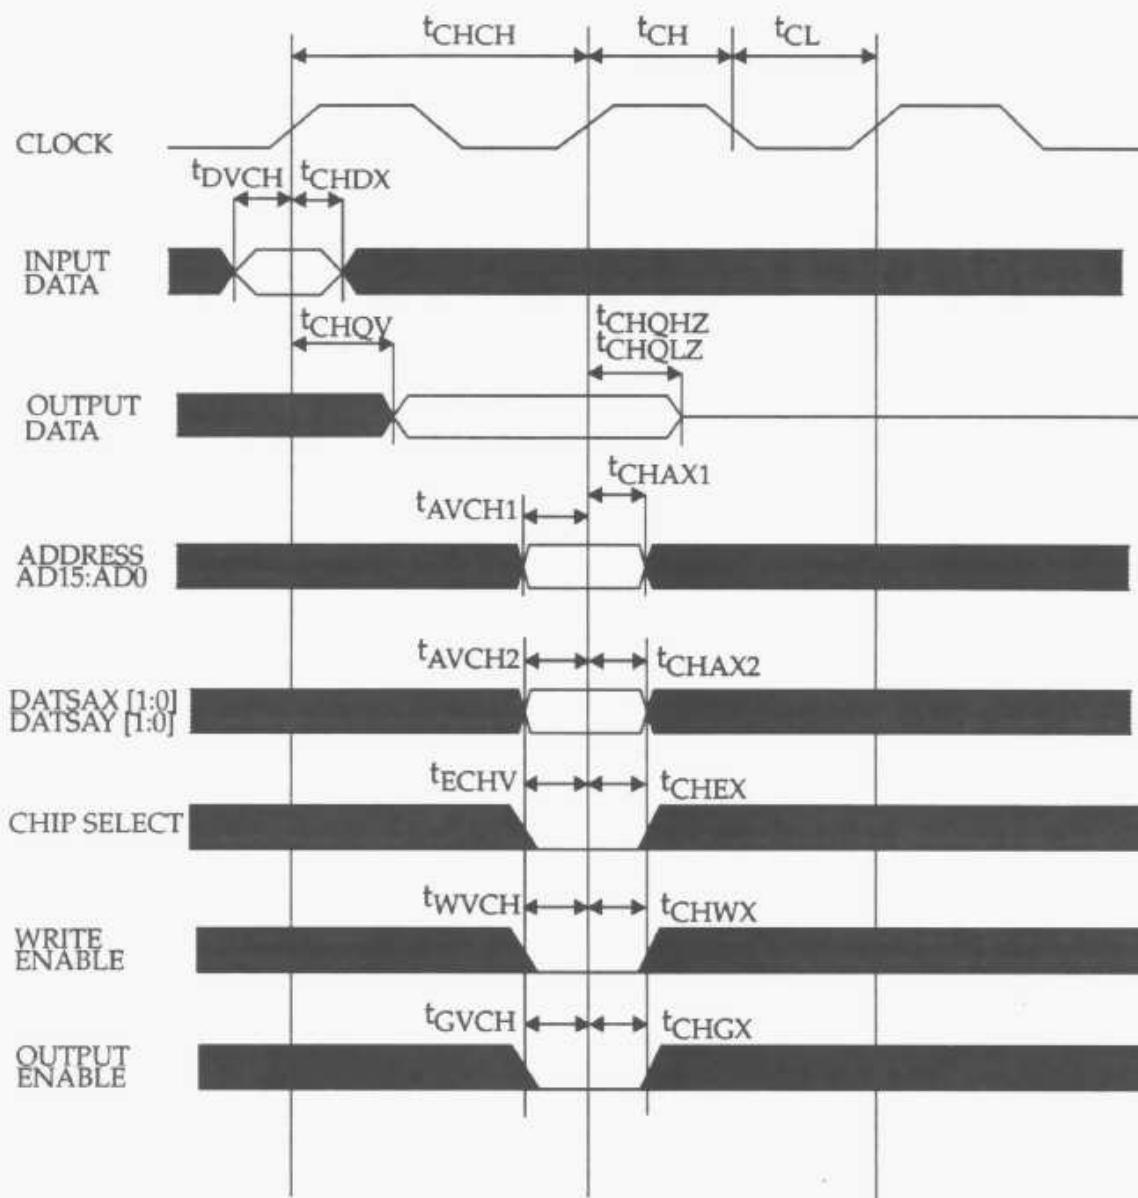 tCHCH tCH tCL
CLOCK
tDVCH tCHDX
INPUT
DATA
tCHQV
tCHQHZ
tCHQLZ
OUTPUT
DATA
tCHAX1
tAVCH1
ADDRESS
AD15:AD0
tAVCH2 tCHAX2
DATSAX [1:0]
DATSAY [1:0]
tECHV tCHEX
CHIP SELECT
tWVCH tCHWX
WRITE
ENABLE
tGVCH tCHGX
OUTPUT
ENABLE